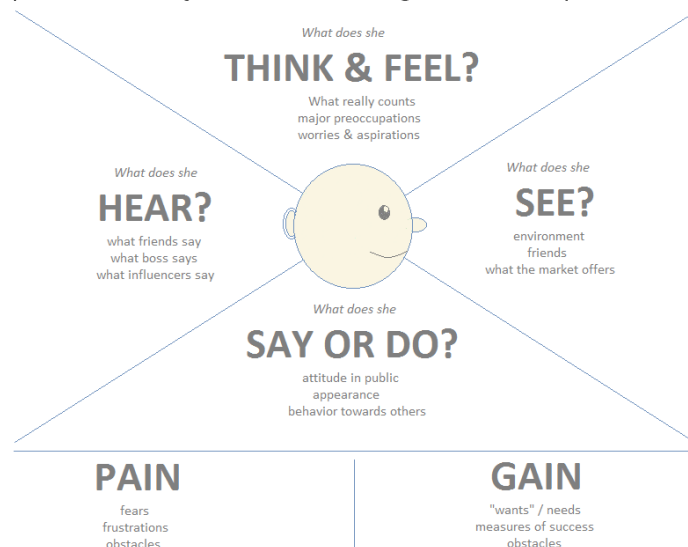 What does she
THINK & FEEL?
What really counts
major preoccupations
worries & aspirations
What does she
HEAR?
what friends say
what boss says
what influencers say
What does she
SEE?
environment
friends
what the market offers
What does she
SAY OR DO?
attitude in public
appearance
behavior towards others
PAIN
fears
frustrations
obstacles
GAIN
"wants" / needs
measures of success
obstacles